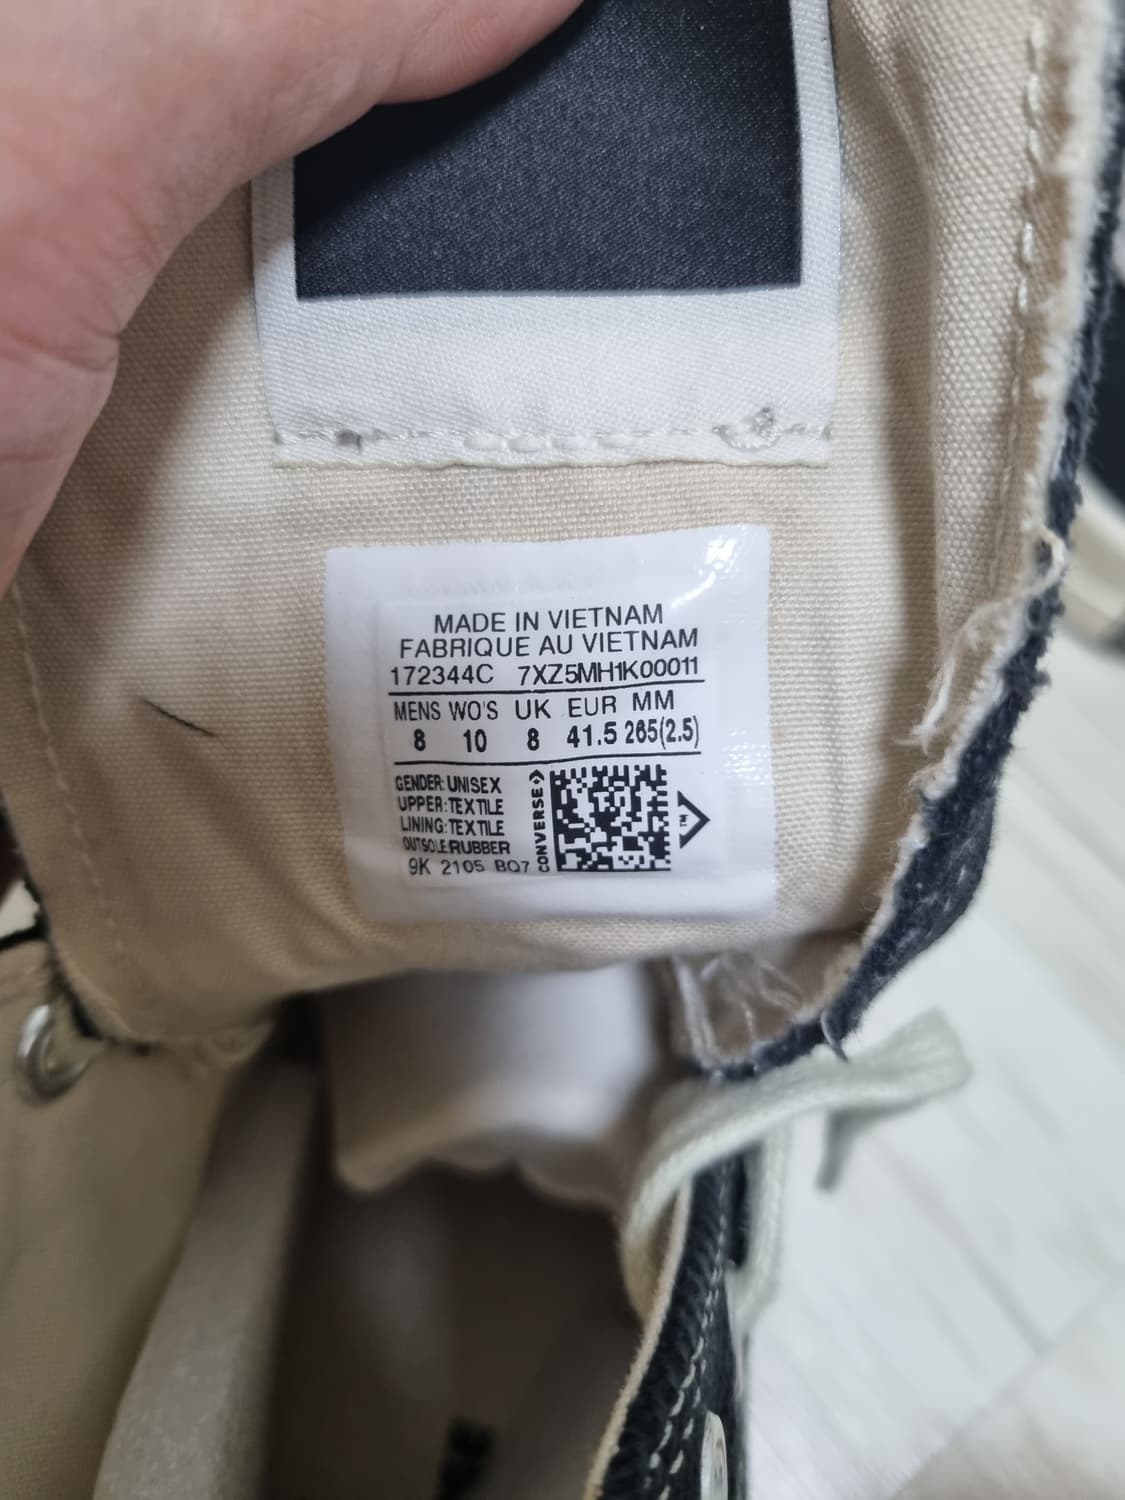 MADE IN VIETNAM
FABRIQUE AU VIETNAM
172344C 7XZ5MH1K00011
MENS WO'S UK EUR MM
8 10 8 41.5 265(2.5)
GENDER: UNISEX
UPPER: TEXTILE
LINING: TEXTILE
OUTSOLE RUBBER
9K 2105 BQ7
CONVERSE
TM